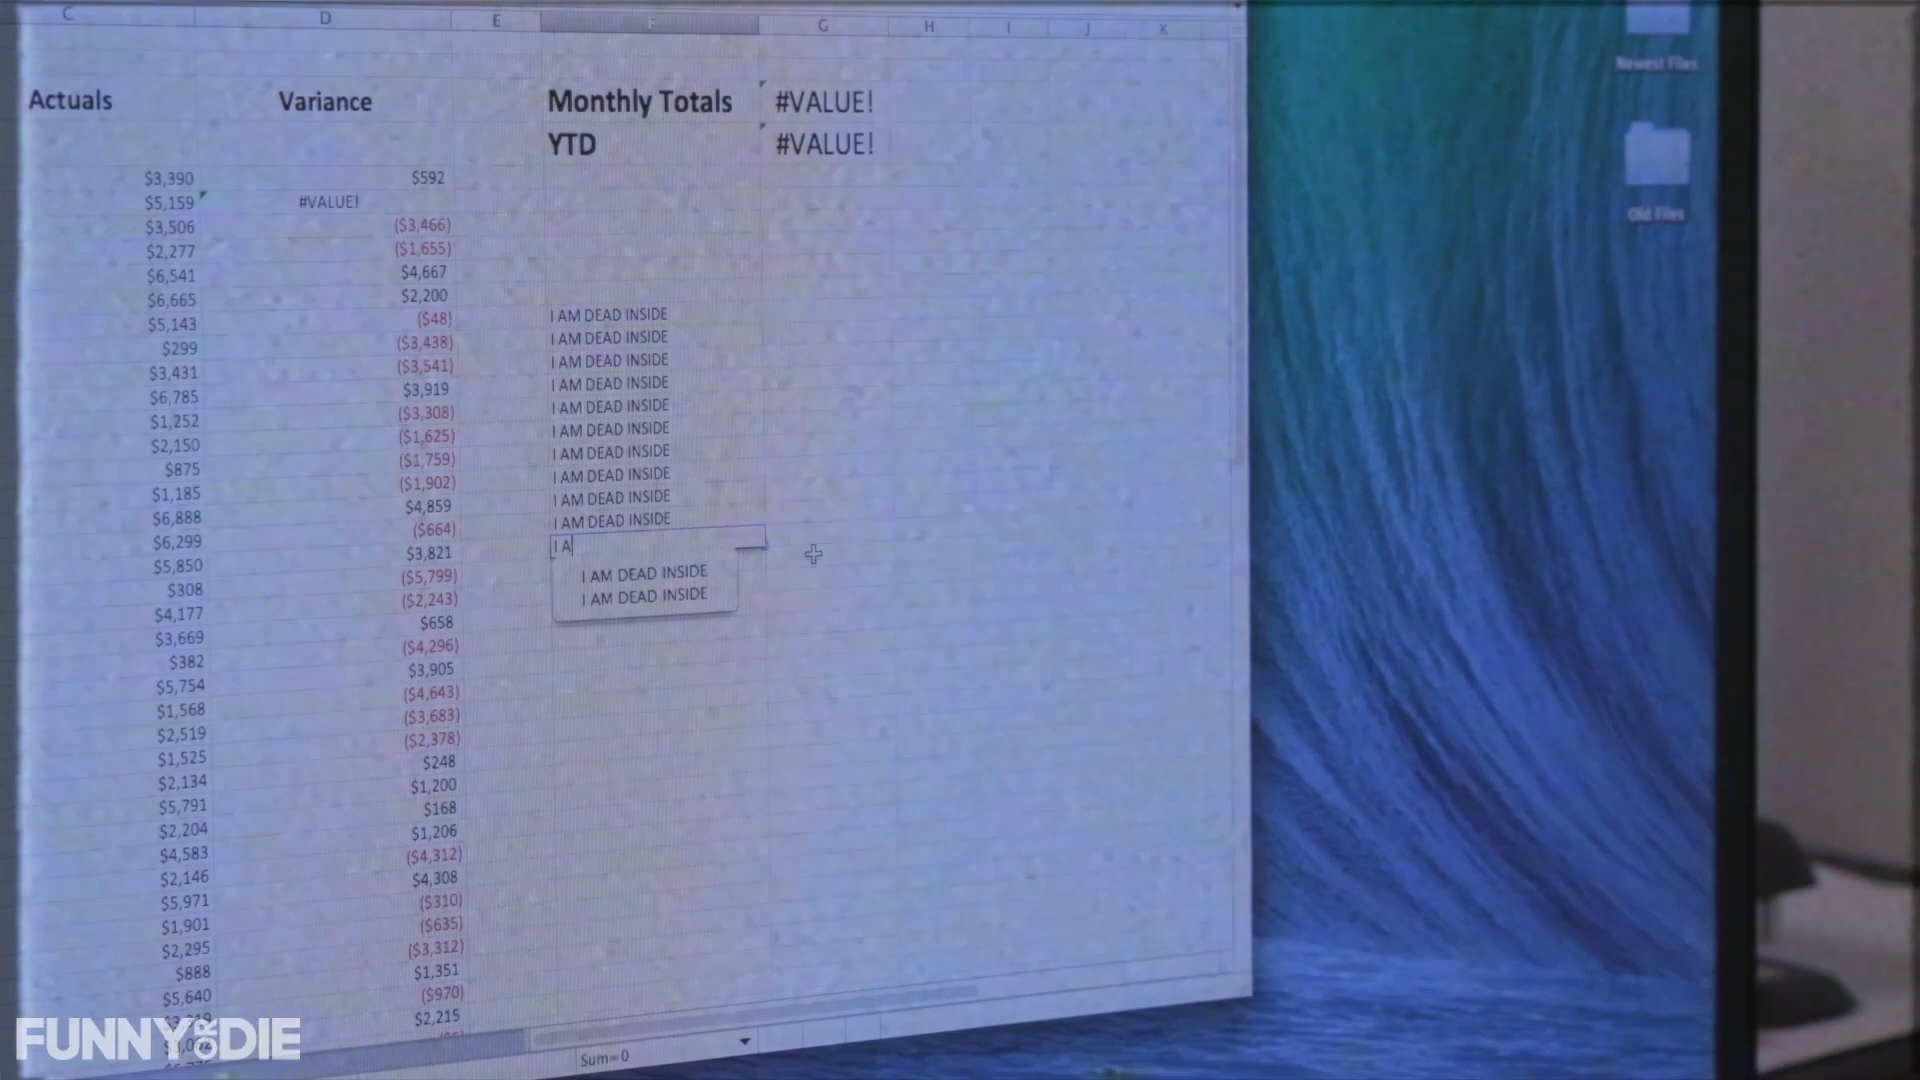 C D E F G H I J K
Actuals Variance Monthly Totals #VALUE!
YTD #VALUE!
$3,390 $592
$5,159 #VALUE!
$3,506 ($3,466)
$2,277 ($1,655)
$6,541 $4,667
$6,665 $2,200
$5,143 ($48) I AM DEAD INSIDE
$299 ($3,438) I AM DEAD INSIDE
$3,431 ($3,541) I AM DEAD INSIDE
$6,785 $3,919 I AM DEAD INSIDE
$1,252 ($3,308) I AM DEAD INSIDE
$2,150 ($1,625) I AM DEAD INSIDE
$875 ($1,759) I AM DEAD INSIDE
$1,185 ($1,902) I AM DEAD INSIDE
$6,888 $4,859 I AM DEAD INSIDE
$6,299 ($664) I AM DEAD INSIDE
$5,850 $3,821 I A
$308 ($5,799) I AM DEAD INSIDE
$4,177 ($2,243) I AM DEAD INSIDE
$3,669 $658
$382 ($4,296)
$5,754 $3,905
$1,568 ($4,643)
$2,519 ($3,683)
$1,525 ($2,378)
$2,134 $248
$5,791 $1,200
$2,204 $168
$4,583 $1,206
$2,146 ($4,312)
$5,971 $4,308
$1,901 ($310)
$2,295 ($635)
$888 ($3,312)
$5,640 $1,351
($970)
$2,215
Sum=0
Newest Files
Old Files
FUNNY OR DIE